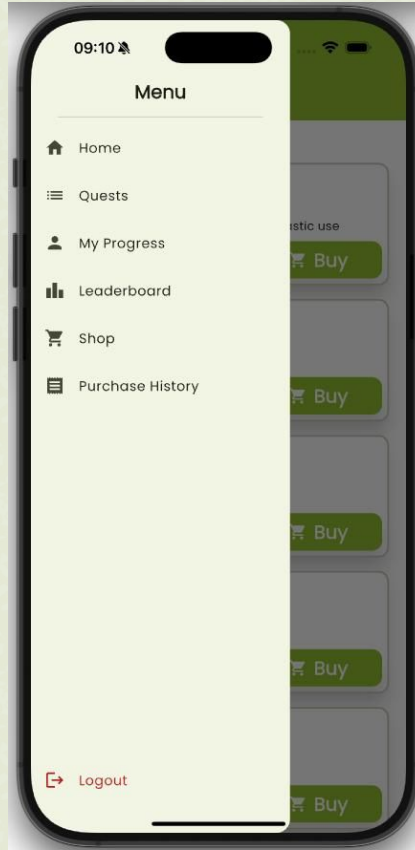 09:10
Menu
Home
Quests
My Progress
Leaderboard
Shop
Purchase History
Logout
astic use
Buy
Buy
Buy
Buy
Buy